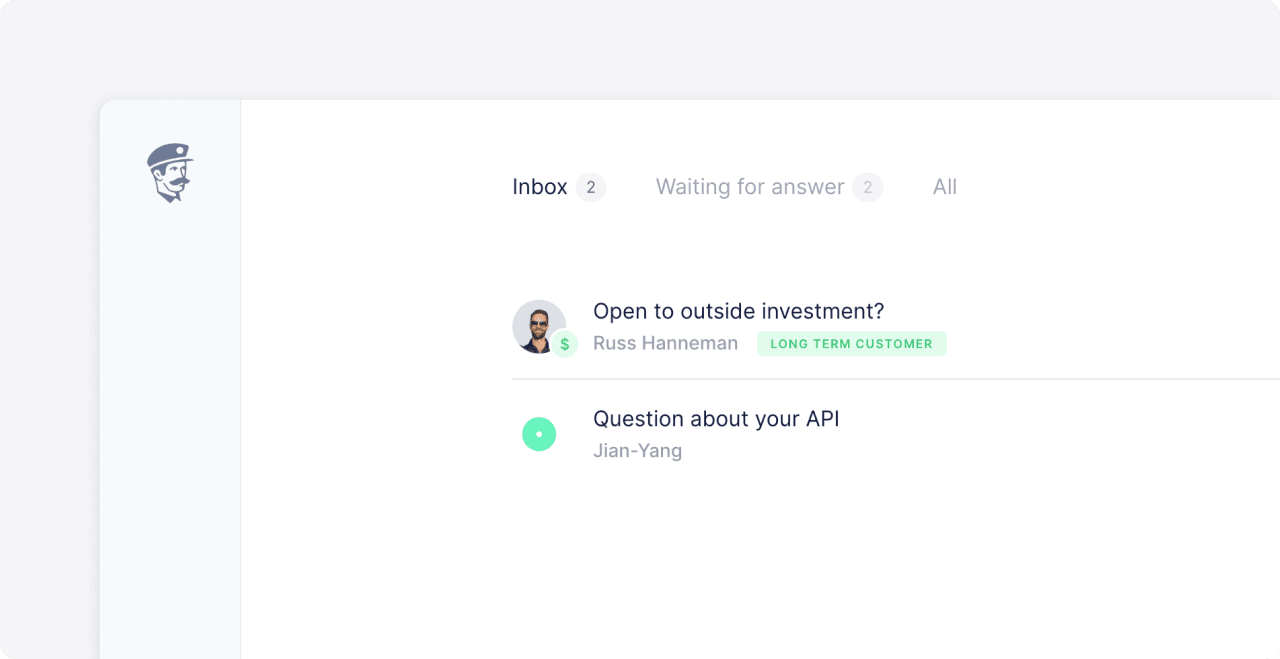 Inbox 2 Waiting for answer 2 All
Open to outside investment?
$ Russ Hanneman LONG TERM CUSTOMER
Question about your API
Jian-Yang